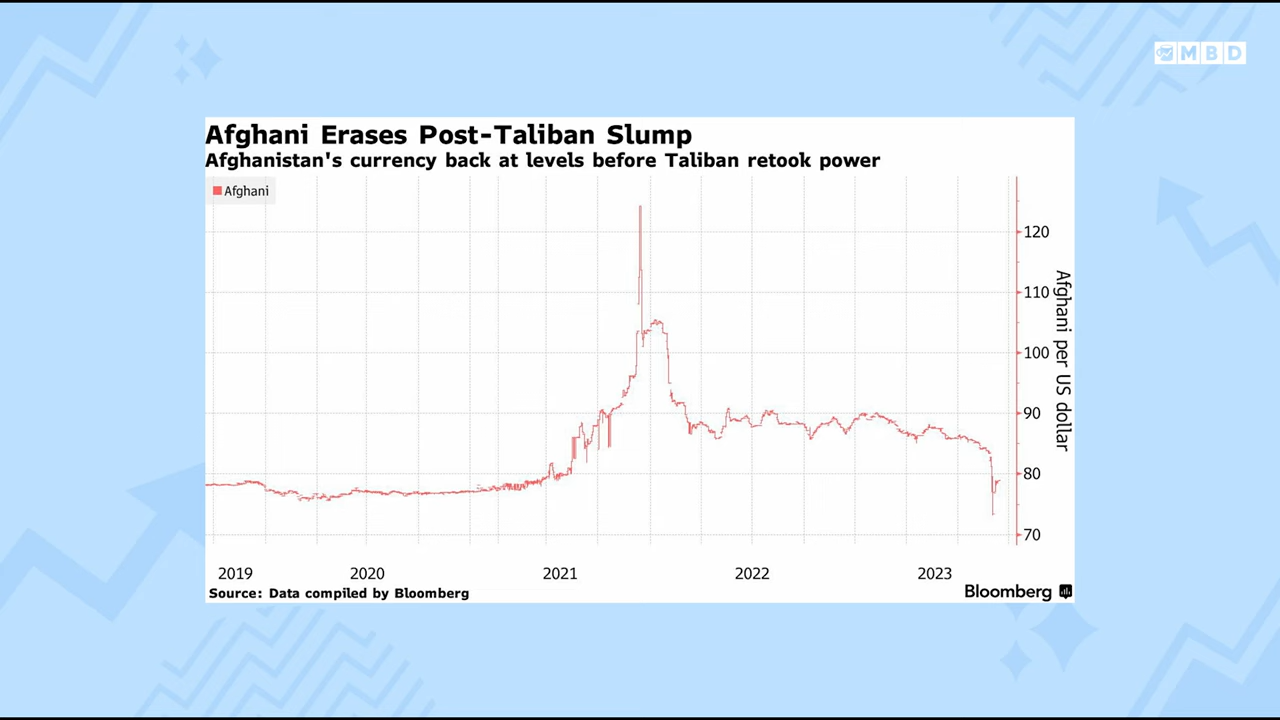 MBD
Afghani Erases Post-Taliban Slump
Afghanistan's currency back at levels before Taliban retook power
Afghani
120
110
100
90
80
70
Afghani per US dollar
2019 2020 2021 2022 2023
Source: Data compiled by Bloomberg
Bloomberg